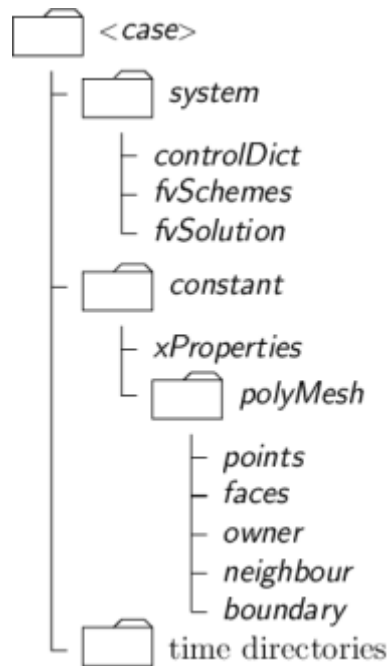 <case>
system
controlDict
fvSchemes
fvSolution
constant
xProperties
polyMesh
points
faces
owner
neighbour
boundary
time directories